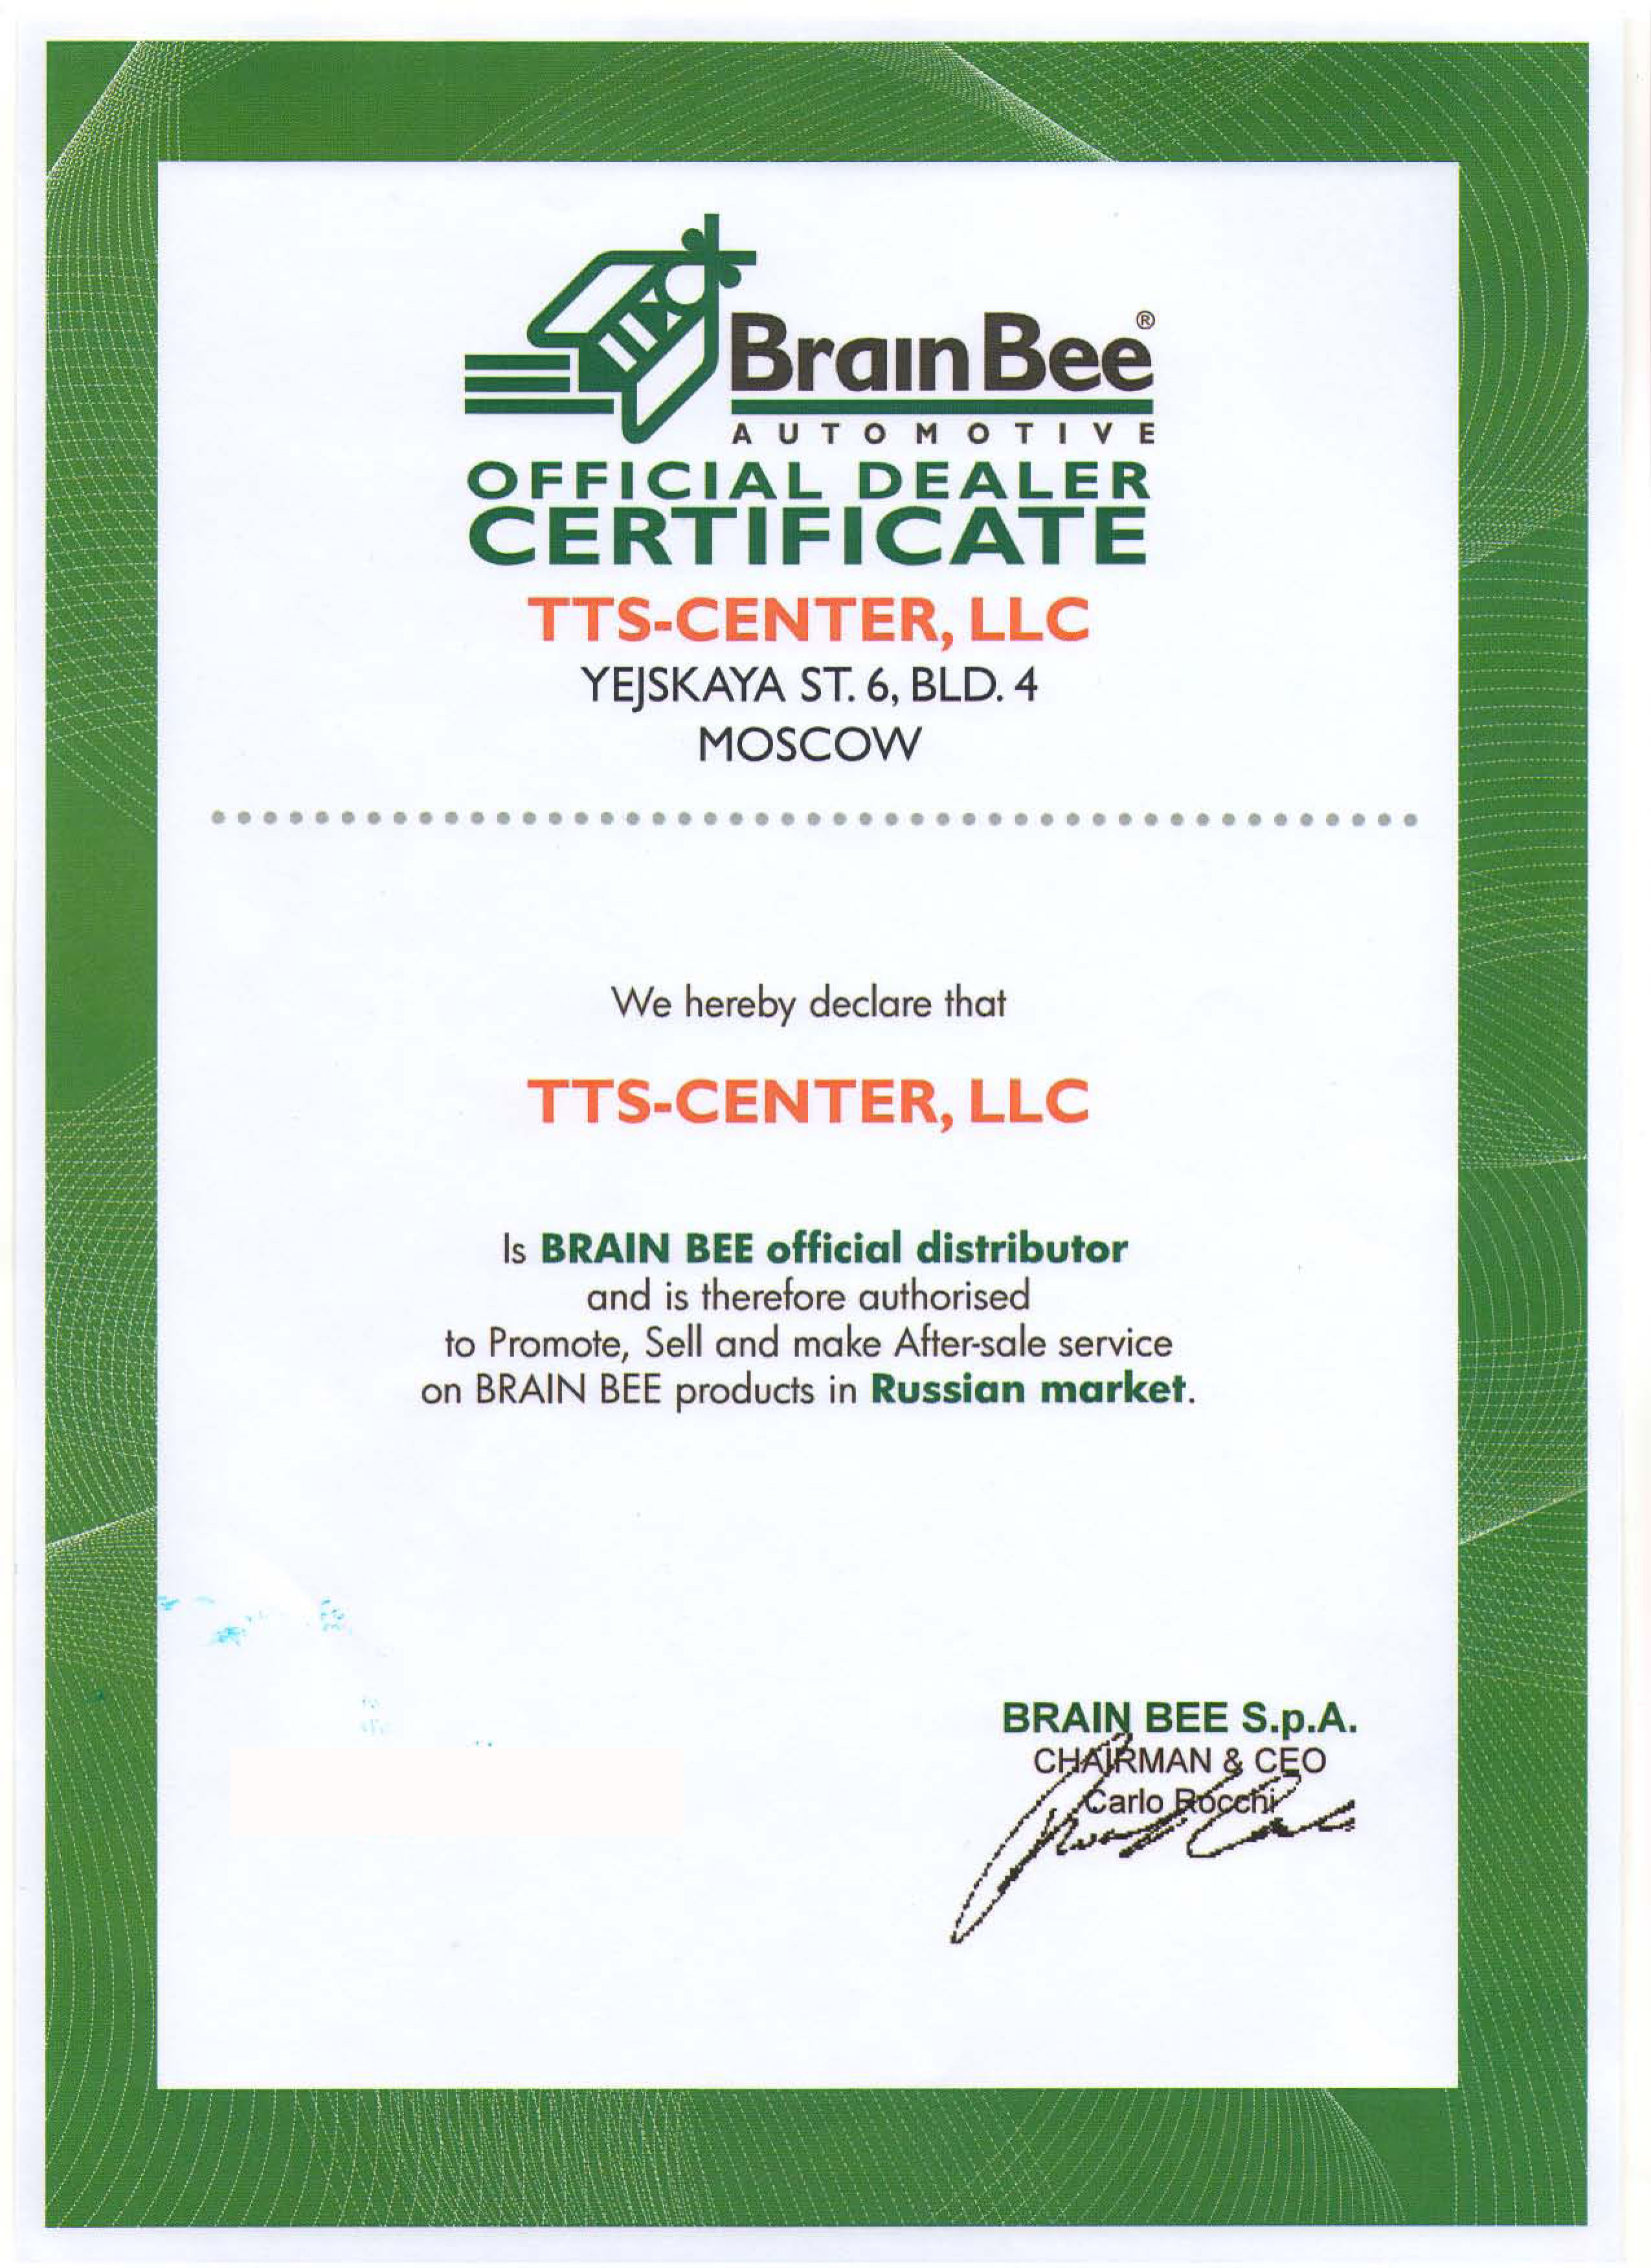 BrainBee®
AUTOMOTIVE
OFFICIAL DEALER
CERTIFICATE
TTS-CENTER, LLC
YEJSKAYA ST. 6, BLD. 4
MOSCOW
We hereby declare that
TTS-CENTER, LLC
Is BRAIN BEE official distributor
and is therefore authorised
to Promote, Sell and make After-sale service
on BRAIN BEE products in Russian market.
BRAIN BEE S.p.A.
CHAIRMAN & CEO
Carlo Rocchi